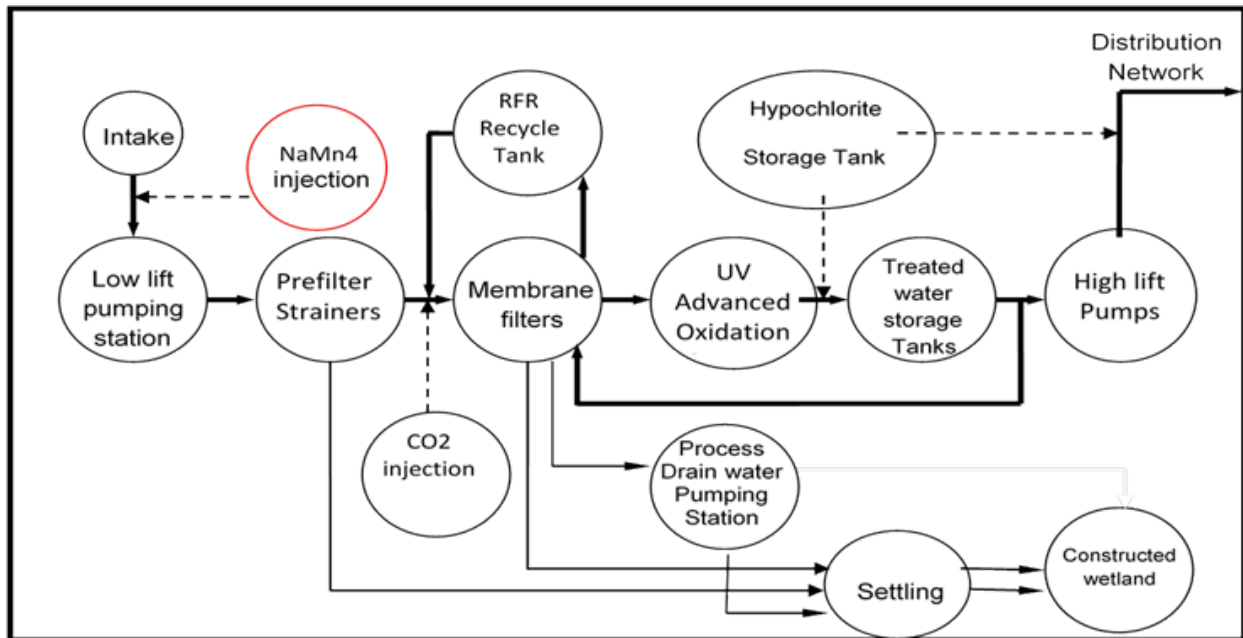 Distribution
Network
Intake
NaMn4
injection
RFR
Recycle
Tank
Hypochlorite
Storage Tank
Low lift
pumping
station
Prefilter
Strainers
Membrane
filters
UV
Advanced
Oxidation
Treated
water
storage
Tanks
High lift
Pumps
CO2
injection
Process
Drain water
Pumping
Station
Settling
Constructed
wetland